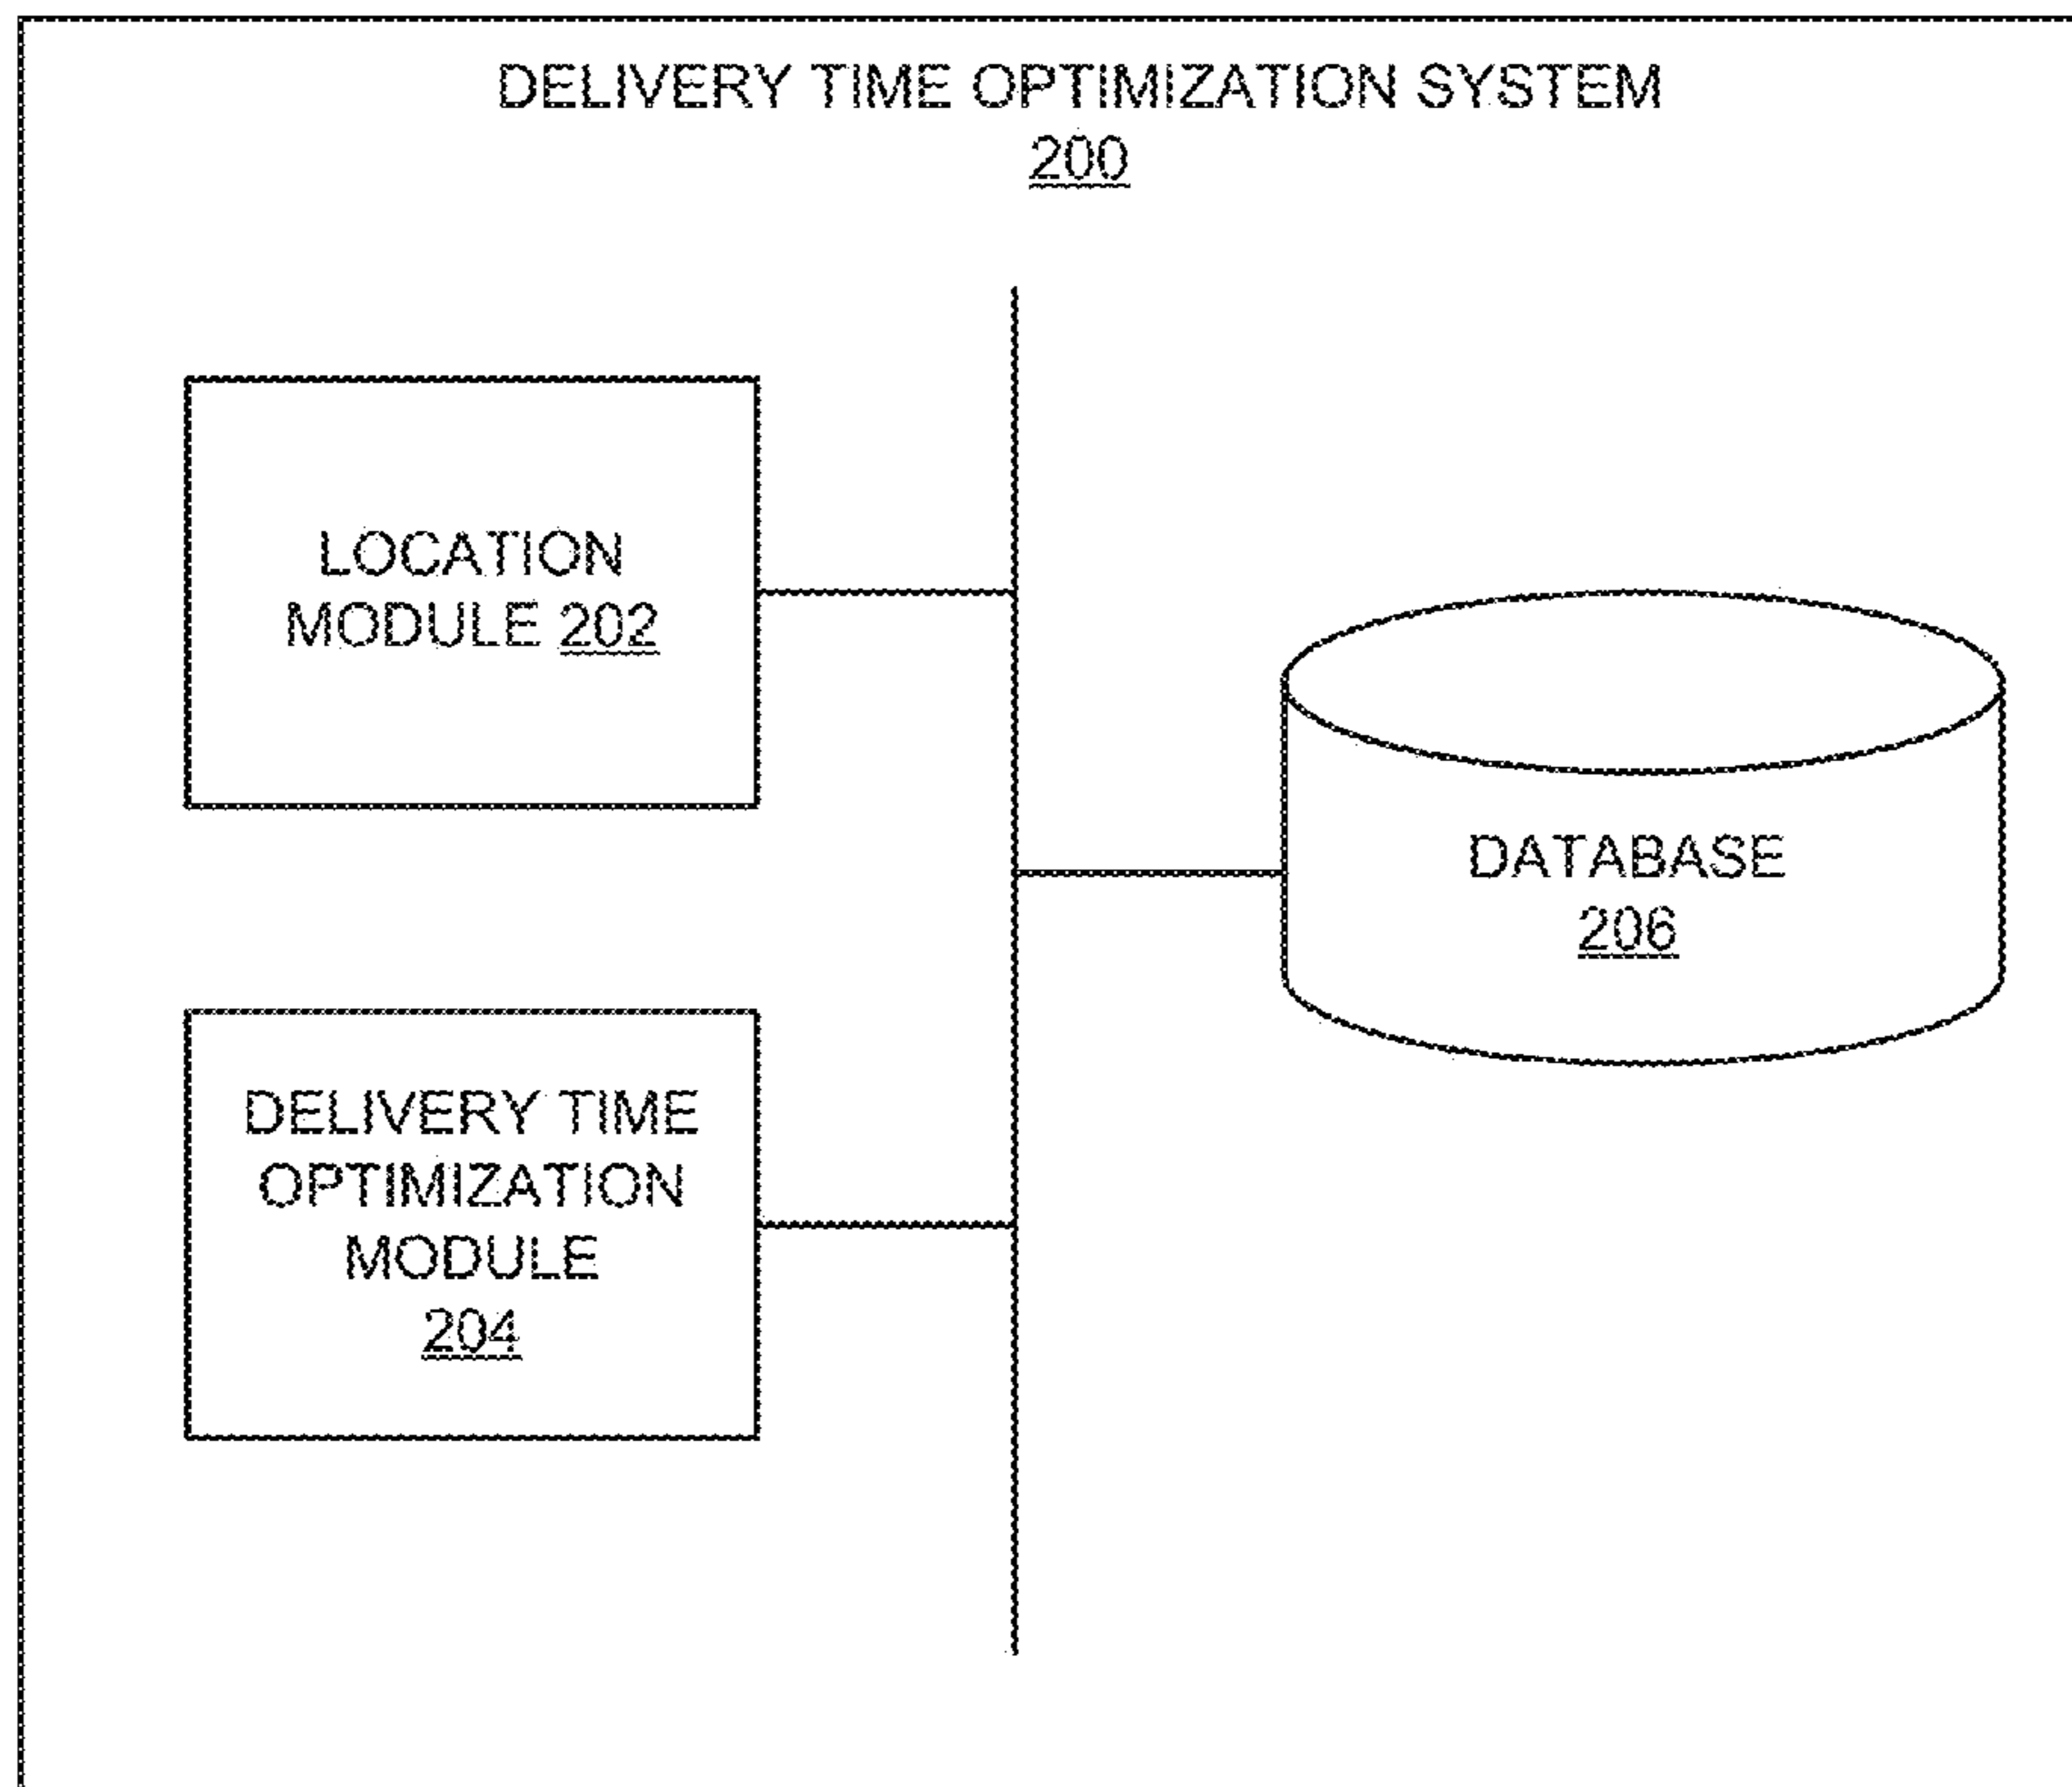 DELIVERY TIME OPTIMIZATION SYSTEM
200
LOCATION
MODULE 202
DATABASE
206
DELIVERY TIME
OPTIMIZATION
MODULE
204